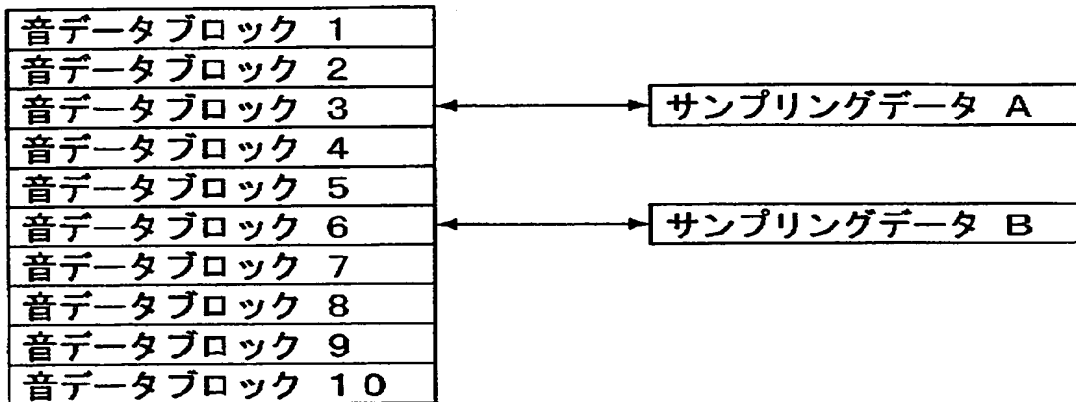 音データブロック 1
音データブロック 2
音データブロック 3
サンプリングデータ A
音データブロック 4
音データブロック 5
音データブロック 6
サンプリングデータ B
音データブロック 7
音データブロック 8
音データブロック 9
音データブロック 10